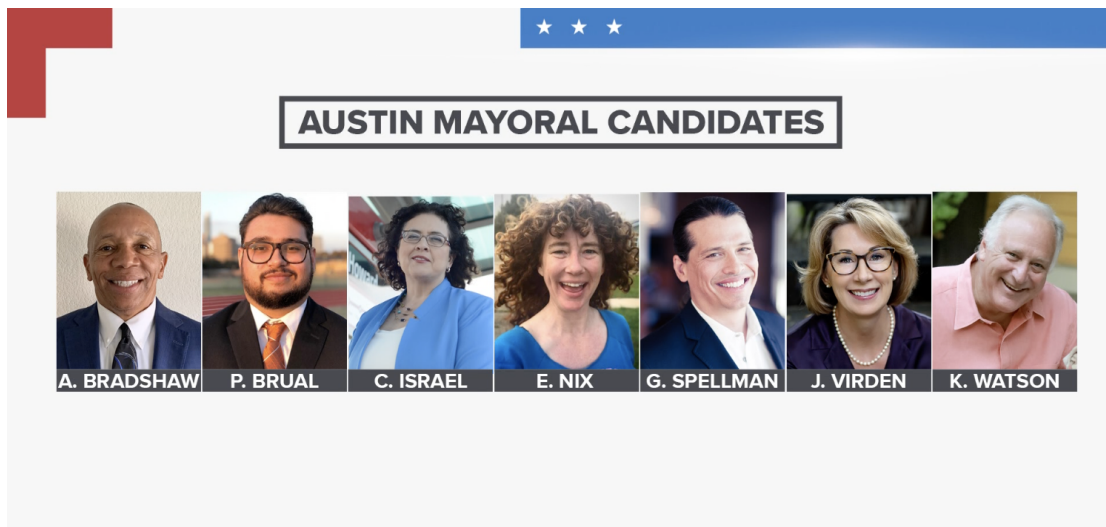 AUSTIN MAYORAL CANDIDATES
A. BRADSHAW
P. BRUAL
C. ISRAEL
E. NIX
G. SPELLMAN
J. VIRDEN
K. WATSON